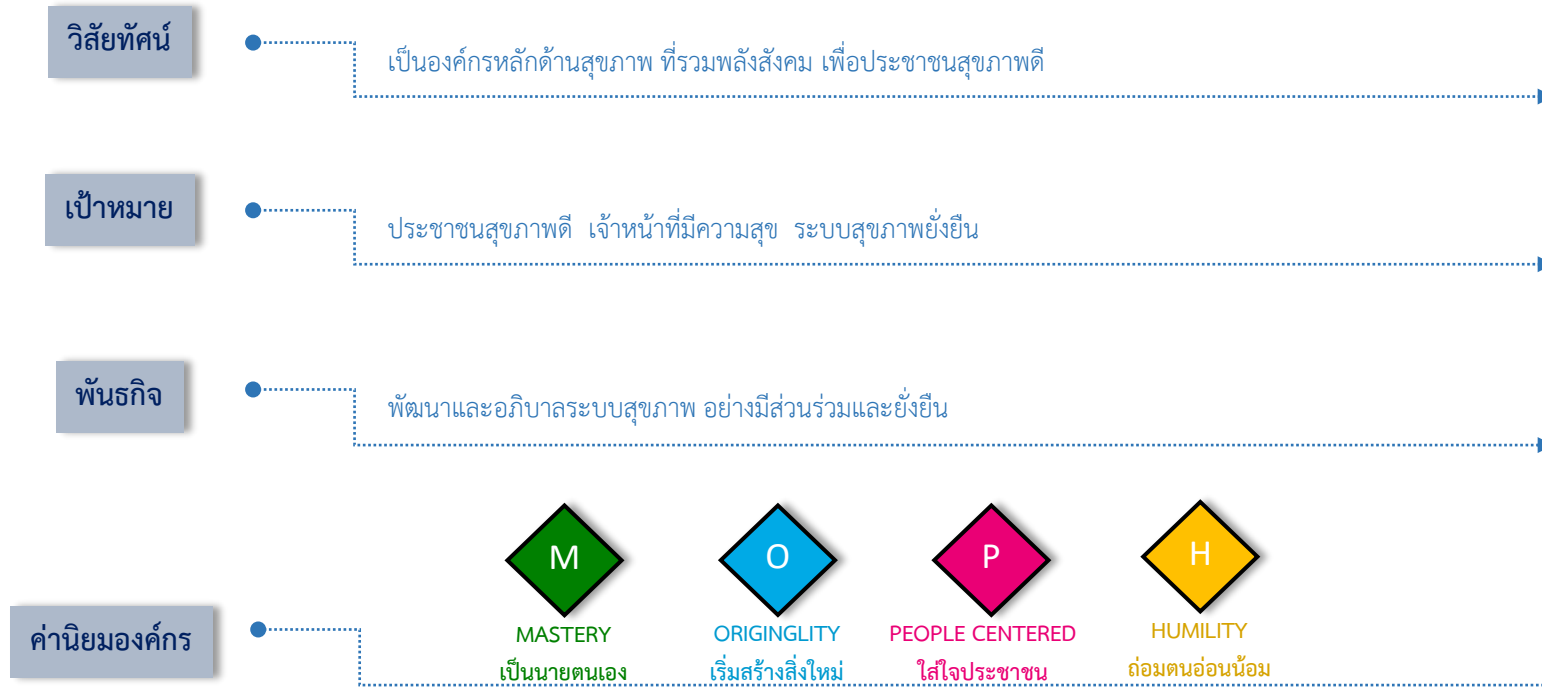 วิสัยทัศน์
เป็นองค์กรหลักด้านสุขภาพ ที่รวมพลังสังคม เพื่อประชาชนสุขภาพดี
เป้าหมาย
ประชาชนสุขภาพดี เจ้าหน้าที่มีความสุข ระบบสุขภาพยั่งยืน
พันธกิจ
พัฒนาและอภิบาลระบบสุขภาพ อย่างมีส่วนร่วมและยั่งยืน
M O P H
ค่านิยมองค์กร
MASTERY ORIGINGLITY PEOPLE CENTERED HUMILITY
เป็นนายตนเอง เริ่มสร้างสิ่งใหม่ ใส่ใจประชาชน ถ่อมตนอ่อนน้อม